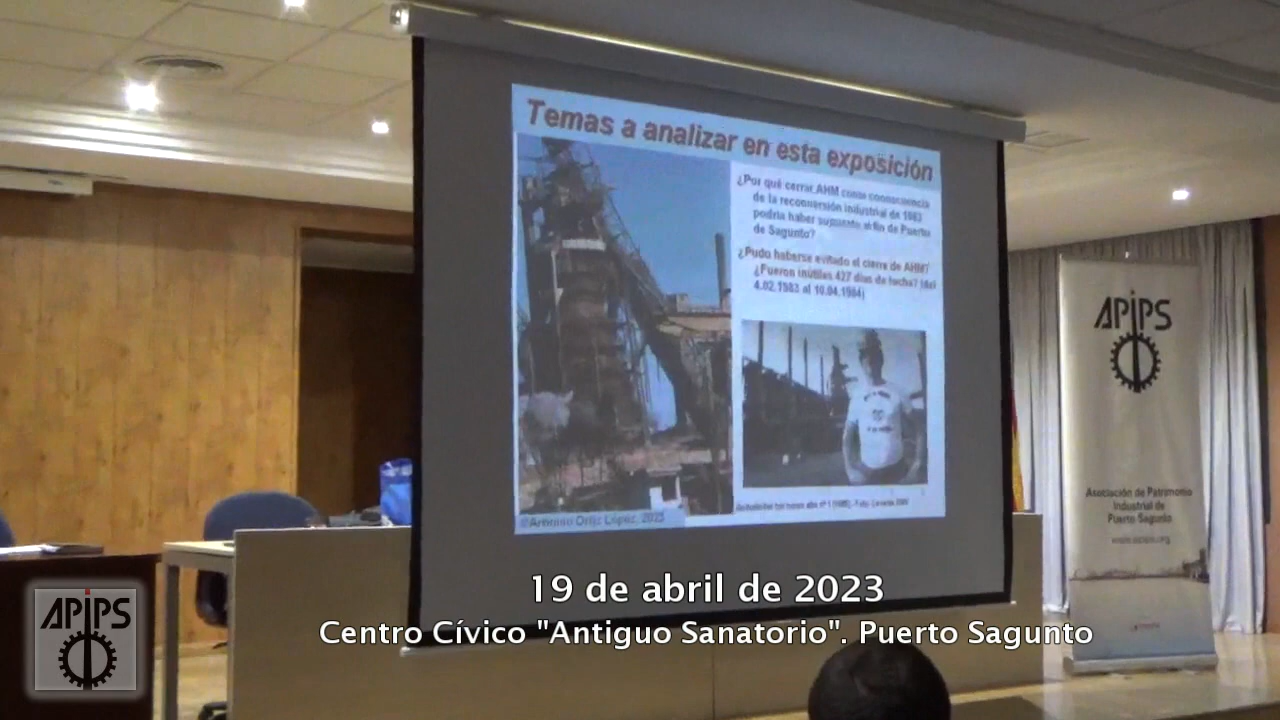 Temas a analizar en esta exposición
¿Por qué cerrar AHM como consecuencia
de la reconversión industrial de 1983
podría haber supuesto el fin de Puerto
de Sagunto?
¿Pudo haberse evitado el cierre de AHM?
¿Fueron inútiles 427 días de lucha? (del
4.02.1983 al 10.04.1984)
©Antonio Ortiz López, 2023
APIPS
Asociación de Patrimonio
Industrial de
Puerto Sagunto
www.apips.org
19 de abril de 2023
Centro Cívico "Antiguo Sanatorio". Puerto Sagunto
APIPS